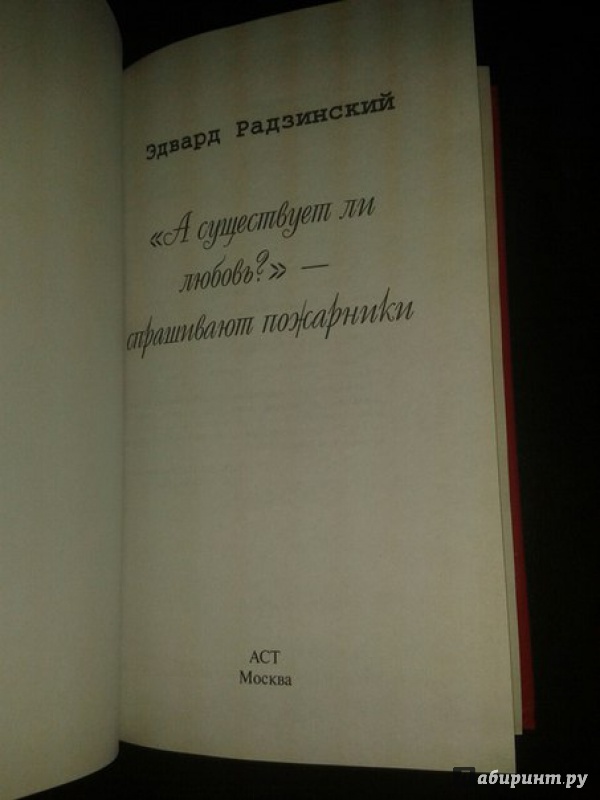 Эдвард Радзинский
«А существует ли
любовь?» —
спрашивают пожарники
АСТ
Москва
Лабиринт.ру